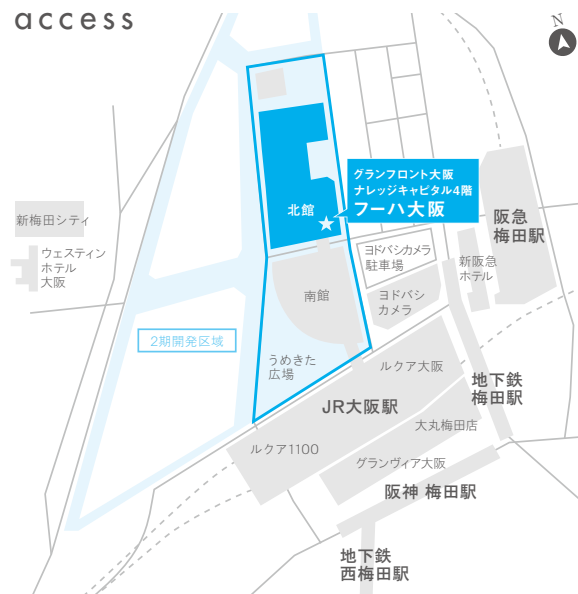 access
N
グランフロント大阪
ナレッジキャピタル4階
フーハ大阪
北館
新梅田シティ
ウェスティン
ホテル
大阪
阪急
梅田駅
ヨドバシカメラ
駐車場
新阪急
ホテル
南館
ヨドバシ
カメラ
2期開発区域
うめきた
広場
ルクア大阪
地下鉄
梅田駅
JR大阪駅
大丸梅田店
ルクア1100
グランヴィア大阪
阪神 梅田駅
地下鉄
西梅田駅